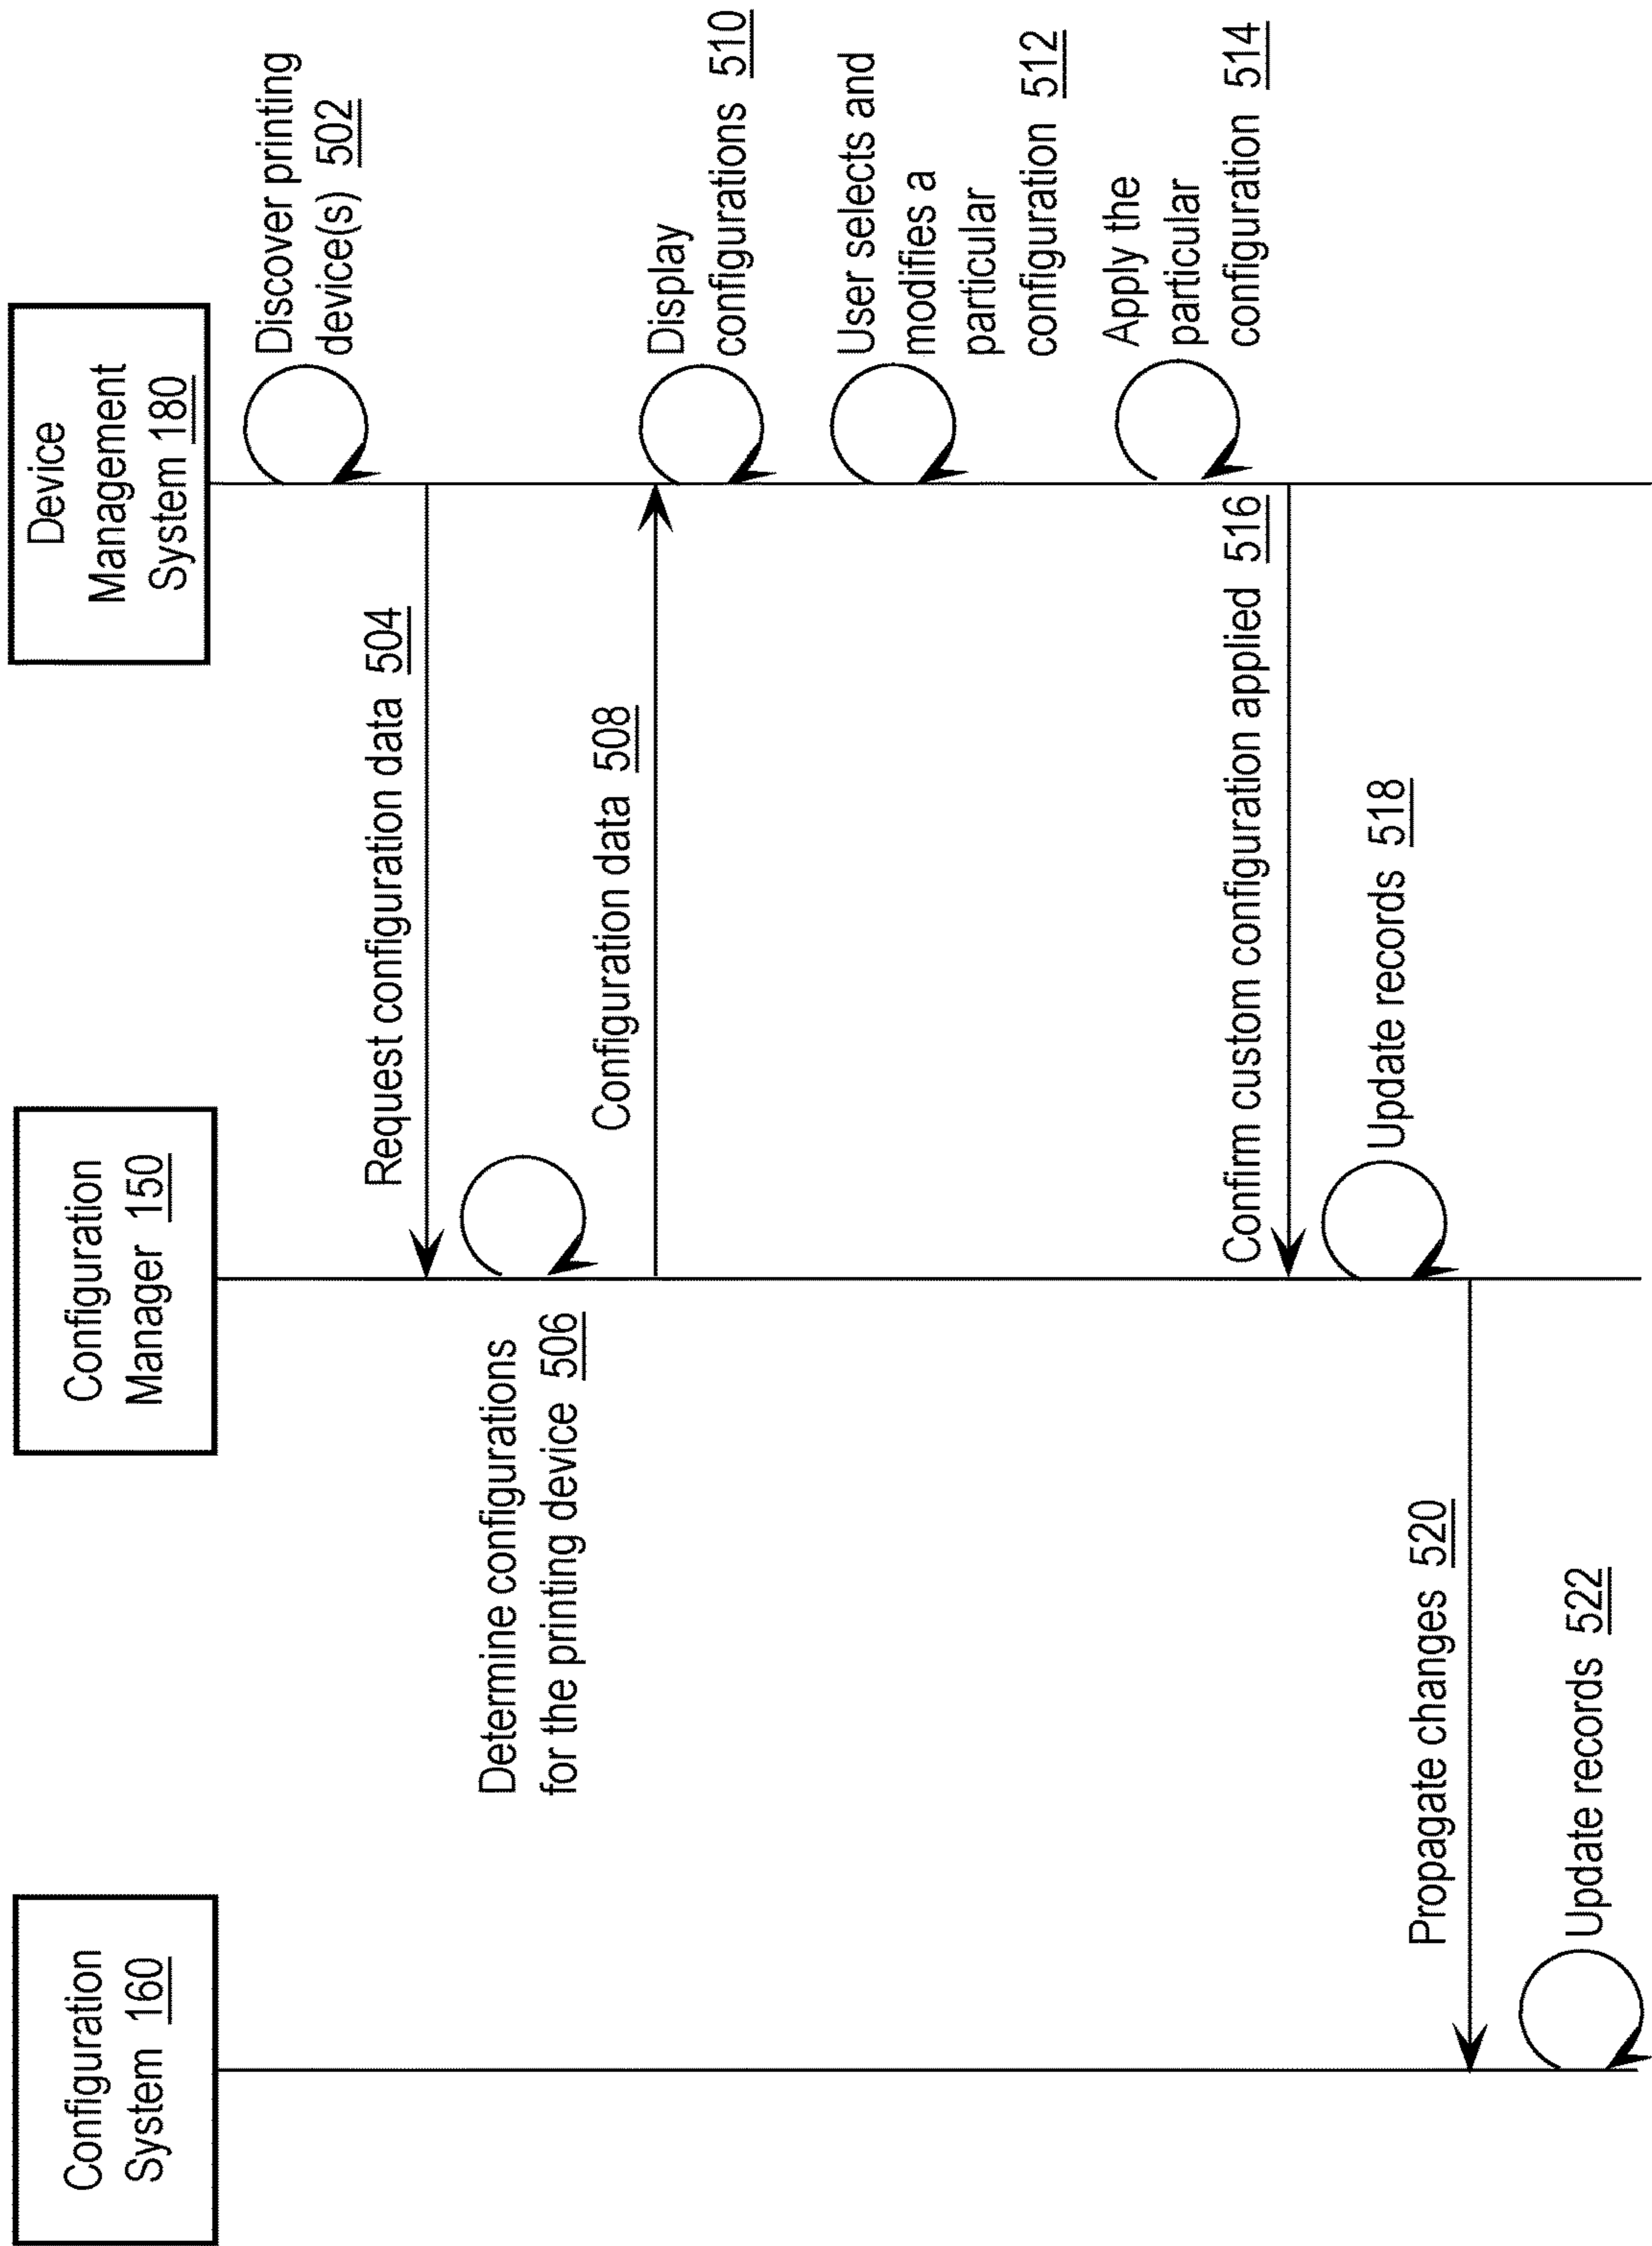 Configuration
System 160
Configuration
Manager 150
Device
Management
System 180
Discover printing
device(s) 502
Request configuration data 504
Determine configurations
for the printing device 506
Configuration data 508
Display
configurations 510
User selects and
modifies a
particular
configuration 512
Apply the
particular
configuration 514
Confirm custom configuration applied 516
Update records 518
Propagate changes 520
Update records 522